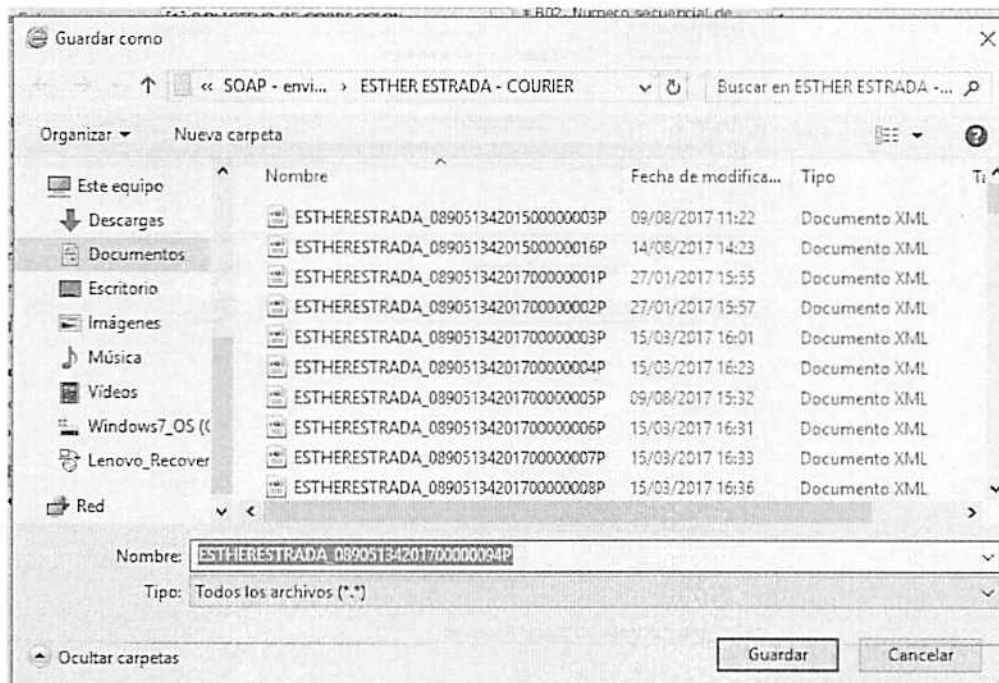 * B02- Numero secuencial de
Guardar como
« SOAP - envi... › ESTHER ESTRADA - COURIER
Buscar en ESTHER ESTRADA -...
Organizar Nueva carpeta
Este equipo
Descargas
Documentos
Escritorio
Imágenes
Música
Vídeos
Windows7_OS (C
Lenovo_Recover
Red
Nombre Fecha de modifica... Tipo Ta
ESTHERESTRADA_08905134201500000003P 09/08/2017 11:22 Documento XML
ESTHERESTRADA_08905134201500000016P 14/08/2017 14:23 Documento XML
ESTHERESTRADA_08905134201700000001P 27/01/2017 15:55 Documento XML
ESTHERESTRADA_08905134201700000002P 27/01/2017 15:57 Documento XML
ESTHERESTRADA_08905134201700000003P 15/03/2017 16:01 Documento XML
ESTHERESTRADA_08905134201700000004P 15/03/2017 16:23 Documento XML
ESTHERESTRADA_08905134201700000005P 09/08/2017 15:32 Documento XML
ESTHERESTRADA_08905134201700000006P 15/03/2017 16:31 Documento XML
ESTHERESTRADA_08905134201700000007P 15/03/2017 16:33 Documento XML
ESTHERESTRADA_08905134201700000008P 15/03/2017 16:36 Documento XML
Nombre: ESTHERESTRADA_08905134201700000094P
Tipo: Todos los archivos (*.*)
Ocultar carpetas
Guardar Cancelar